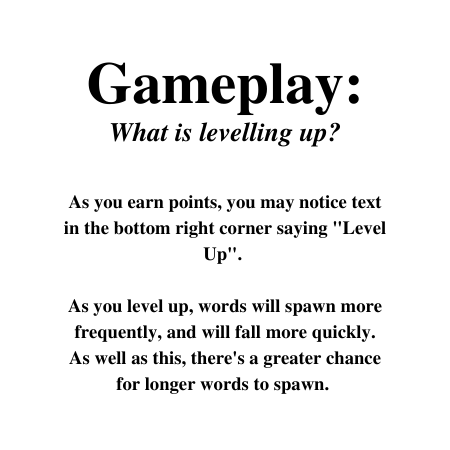 Gameplay:
What is levelling up?
As you earn points, you may notice text
in the bottom right corner saying "Level
Up".
As you level up, words will spawn more
frequently, and will fall more quickly.
As well as this, there's a greater chance
for longer words to spawn.